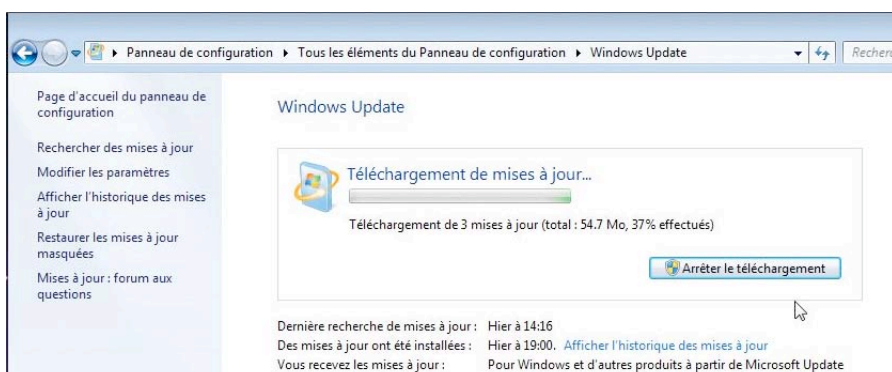 Panneau de configuration ▸ Tous les éléments du Panneau de configuration ▸ Windows Update
Page d'accueil du panneau de
configuration
Rechercher des mises à jour
Modifier les paramètres
Afficher l'historique des mises
à jour
Restaurer les mises à jour
masquées
Mises à jour : forum aux
questions
Windows Update
Téléchargement de mises à jour...
Téléchargement de 3 mises à jour (total : 54.7 Mo, 37% effectués)
Arrêter le téléchargement
Dernière recherche de mises à jour : Hier à 14:16
Des mises à jour ont été installées : Hier à 19:00. Afficher l'historique des mises à jour
Vous recevez les mises à jour : Pour Windows et d'autres produits à partir de Microsoft Update